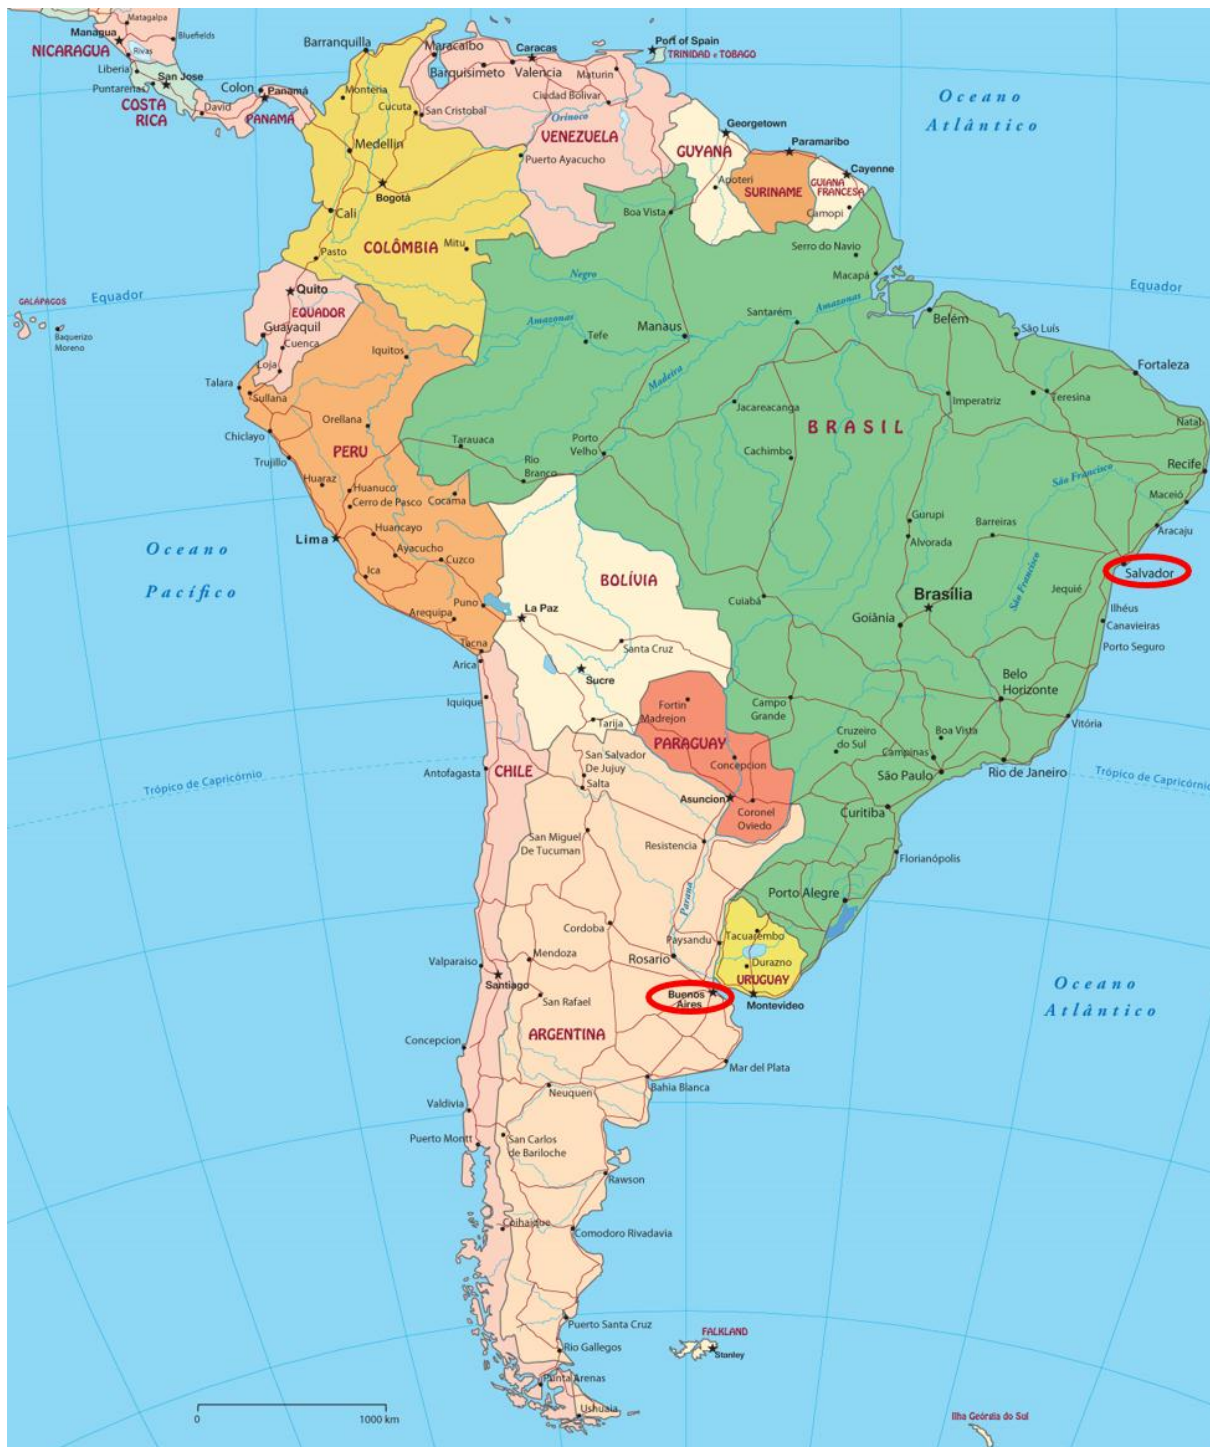 Matagalpa
Managua
Bluefields
NICARAGUA
Rivas
Liberia
San Jose
Puntarenas
COSTA
RICA
David
Colon
Panamá
PANAMÁ
Barranquilla
Maracaibo
Caracas
Port of Spain
TRINIDAD e TOBAGO
Barquisimeto
Valencia
Maturin
Monteria
Cucuta
San Cristobal
Ciudad Bolivar
Orinoco
VENEZUELA
Medellin
Puerto Ayacucho
Bogotá
Cali
COLÔMBIA
Mitu
Pasto
Georgetown
GUYANA
Apoteri
Paramaribo
SURINAME
Cayenne
GUIANA
FRANCESA
Camopi
Oceano
Atlântico
Boa Vista
Serro do Navio
Macapá
Negro
Amazonas
Quito
EQUADOR
Guayaquil
Cuenca
Loja
GALÁPAGOS
Equador
Baquerizo
Moreno
Equador
Amazonas
Tefe
Manaus
Santarém
Belém
São Luís
Fortaleza
Iquitos
Madeira
Talara
Sullana
Jacareacanga
Imperatriz
Teresina
Natal
BRASIL
Chiclayo
Orellana
Trujillo
PERU
Tarauaca
Porto
Velho
Cachimbo
Recife
Rio
Branco
Huaraz
Huanuco
Cerro de Pasco
Cocama
São Francisco
Maceió
Lima
Huancayo
Ayacucho
Cuzco
Gurupi
Alvorada
Barreiras
Aracaju
Oceano
Pacífico
Ica
Salvador
BOLÍVIA
São Francisco
Jequié
Puno
Arequipa
La Paz
Cuiabá
Brasília
Goiânia
Ilhéus
Canavieiras
Porto Seguro
Tacna
Arica
Santa Cruz
Sucre
Belo
Horizonte
Iquique
Tarija
Fortin
Madrejon
Campo
Grande
Vitória
PARAGUAY
Cruzeiro
do Sul
Boa Vista
Campinas
San Salvador
De Jujuy
Salta
Concepcion
Antofagasta
CHILE
São Paulo
Rio de Janeiro
Trópico de Capricórnio
Trópico de Capricórnio
Asuncion
Coronel
Oviedo
Curitiba
San Miguel
De Tucuman
Resistencia
Florianópolis
Paraná
Porto Alegre
Cordoba
Paysandu
Tacuarembo
Valparaiso
Mendoza
Rosario
Durazno
URUGUAY
Santiago
San Rafael
Buenos
Aires
Montevideo
Oceano
Atlântico
ARGENTINA
Concepcion
Mar del Plata
Neuquen
Bahia Blanca
Valdivia
Puerto Montt
San Carlos
de Bariloche
Rawson
Coihaique
Comodoro Rivadavia
Puerto Santa Cruz
FALKLAND
Stanley
Rio Gallegos
Punta Arenas
Ushuaia
0
1000 km
Ilha Geórgia do Sul